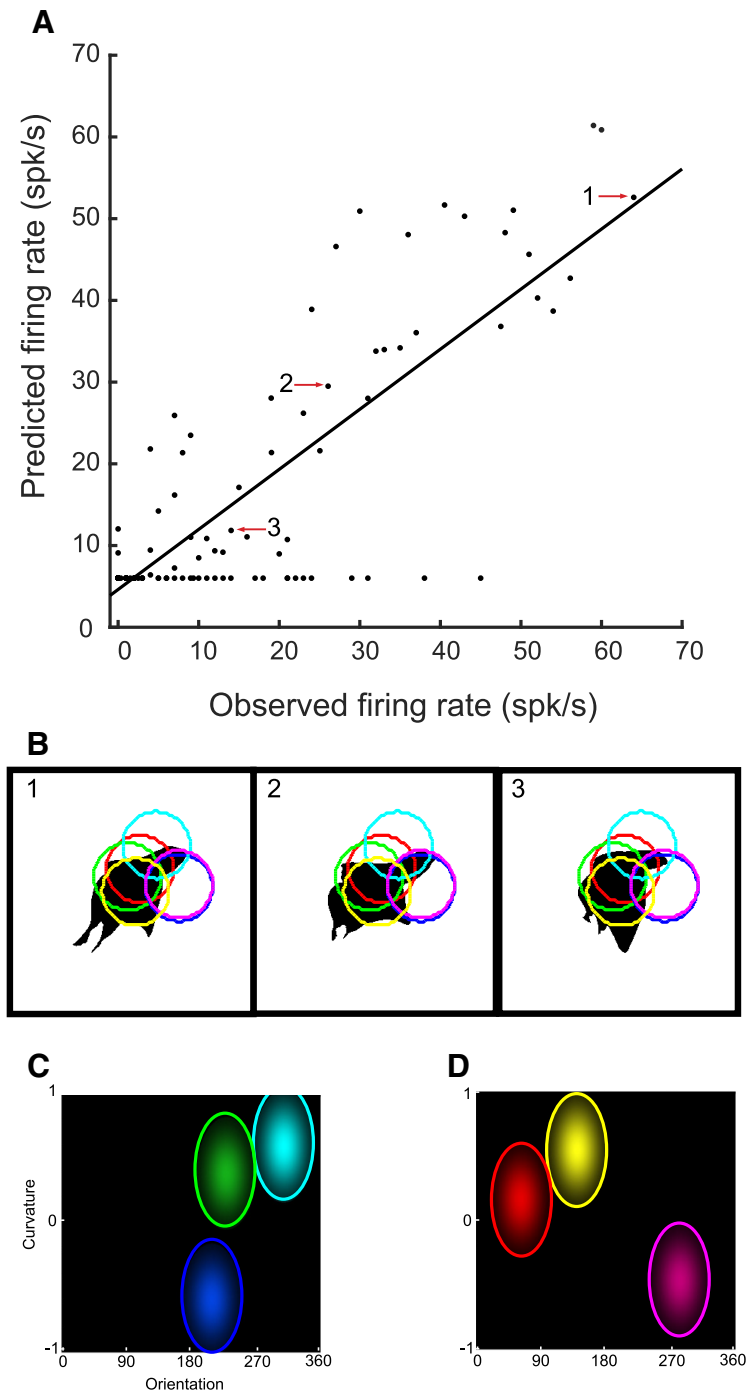 A
70
60
50
40
30
20
10
0
Predicted firing rate (spk/s)
1
2
3
0 10 20 30 40 50 60 70
Observed firing rate (spk/s)
B
1 2 3
C
1
0
-1
Curvature
0 90 180 270 360
Orientation
D
1
0
-1
0 90 180 270 360